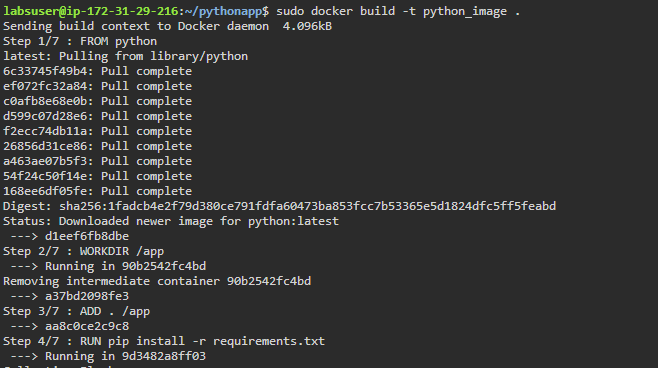 labsuser@ip-172-31-29-216:~/pythonapp$ sudo docker build -t python_image .
Sending build context to Docker daemon  4.096kB
Step 1/7 : FROM python
latest: Pulling from library/python
6c33745f49b4: Pull complete
ef072fc32a84: Pull complete
c0afb8e68e0b: Pull complete
d599c07d28e6: Pull complete
f2ecc74db11a: Pull complete
26856d31ce86: Pull complete
a463ae07b5f3: Pull complete
54f24c50f14e: Pull complete
168ee6df05fe: Pull complete
Digest: sha256:1fadcb4e2f79d380ce791fdfa60473ba853fcc7b53365e5d1824dfc5ff5feabd
Status: Downloaded newer image for python:latest
 ---> d1eef6fb8dbe
Step 2/7 : WORKDIR /app
 ---> Running in 90b2542fc4bd
Removing intermediate container 90b2542fc4bd
 ---> a37bd2098fe3
Step 3/7 : ADD . /app
 ---> aa8c0ce2c9c8
Step 4/7 : RUN pip install -r requirements.txt
 ---> Running in 9d3482a8ff03